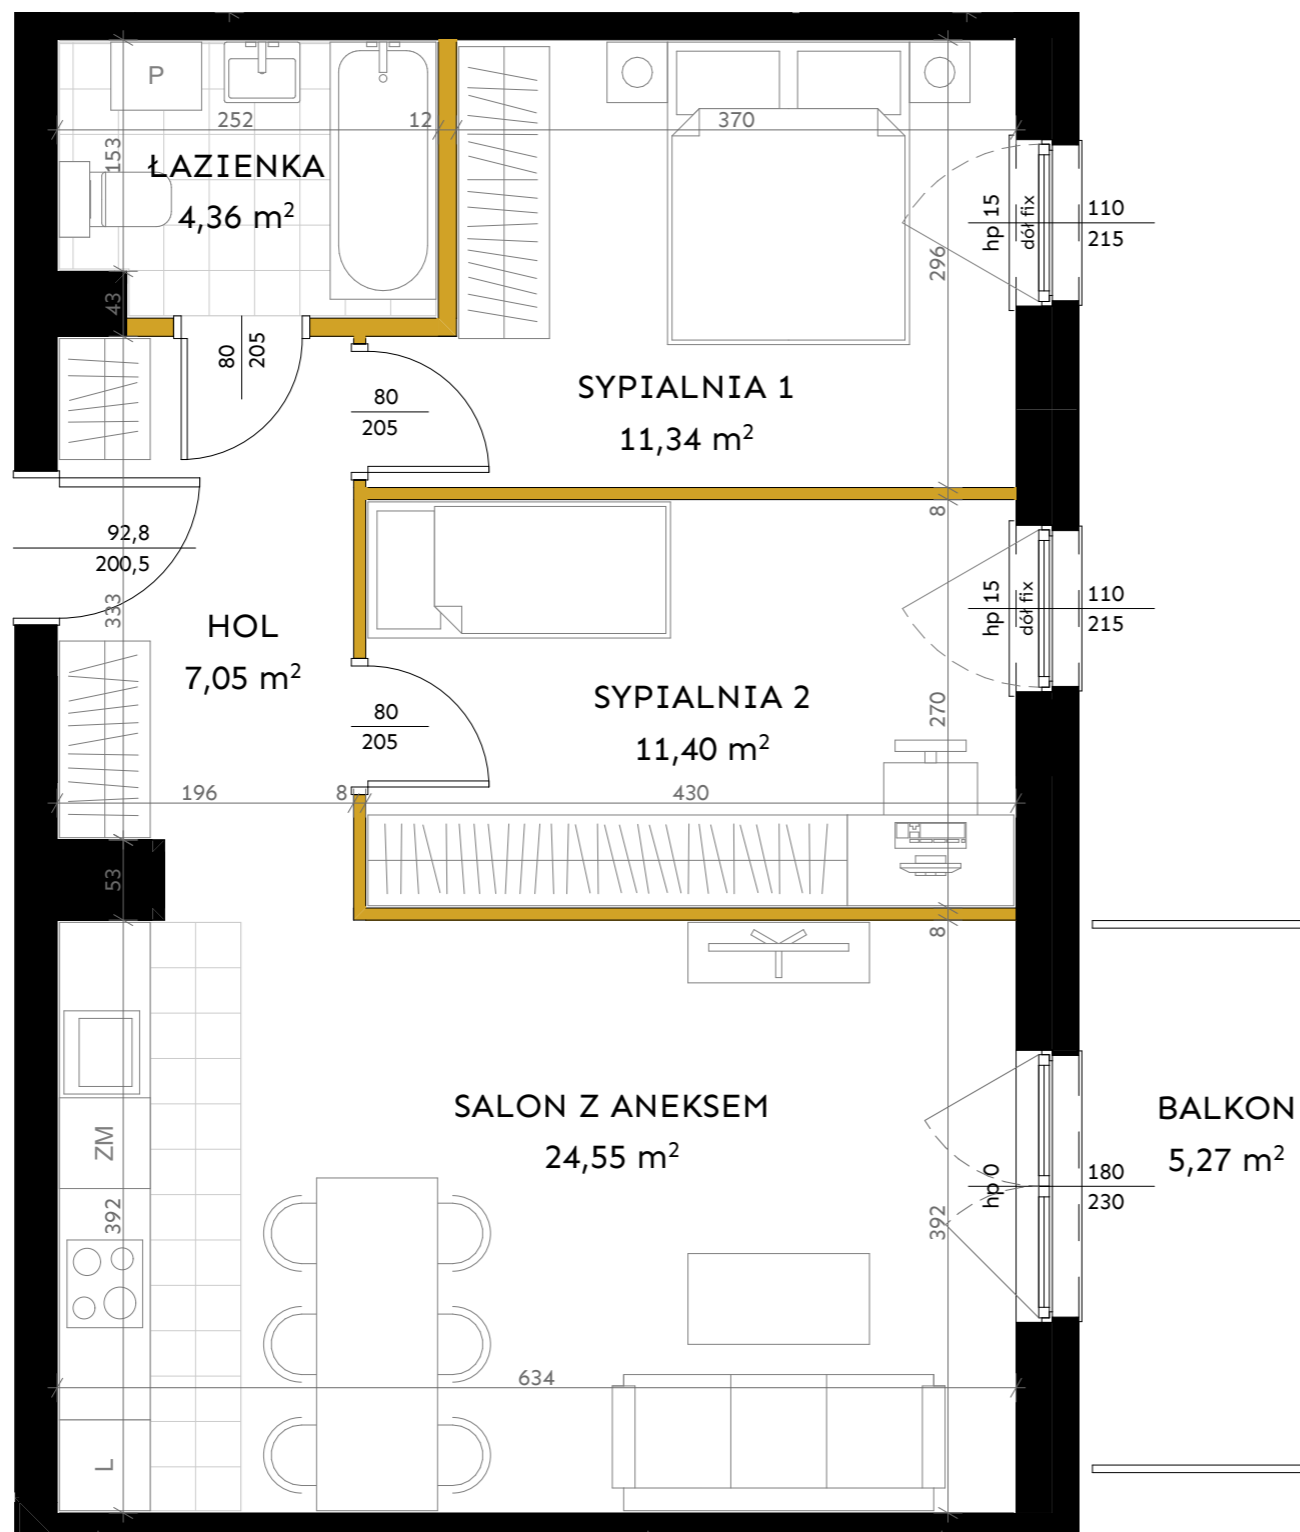 P
252
12
370
153
ŁAZIENKA
4,36 m²
43
80
205
296
hp 15
dół fix
110
215
80
205
SYPIALNIA 1
11,34 m²
8
92,8
200,5
333
HOL
7,05 m²
hp 15
dół fix
110
215
SYPIALNIA 2
11,40 m²
270
80
205
196
8
430
53
8
SALON Z ANEKSEM
24,55 m²
BALKON
5,27 m²
ZM
392
hp 0
180
230
392
634
L